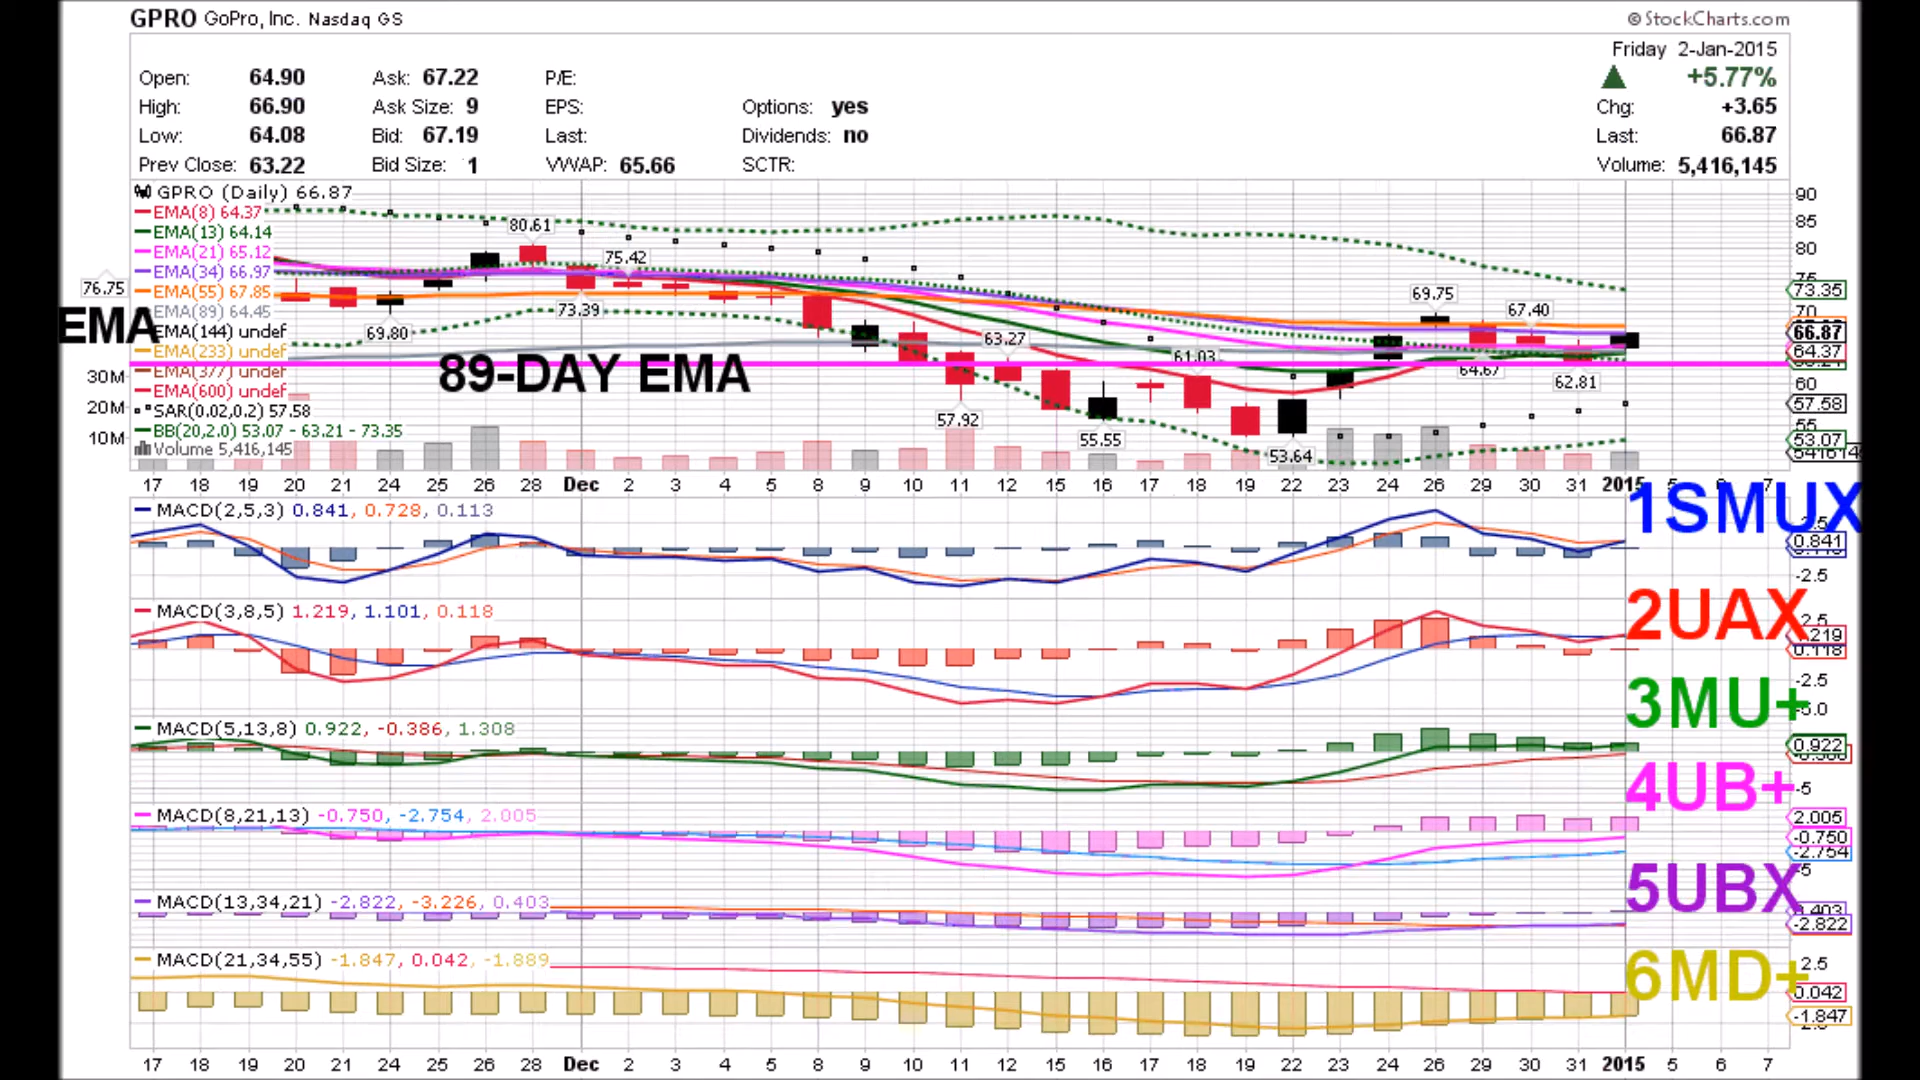 GPRO GoPro, Inc. Nasdaq GS
© StockCharts.com
Friday 2-Jan-2015
Open: 64.90 Ask: 67.22 P/E: +5.77%
High: 66.90 Ask Size: 9 EPS: Options: yes Chg: +3.65
Low: 64.08 Bid: 67.19 Last: Dividends: no Last: 66.87
Prev Close: 63.22 Bid Size: 1 VWAP: 65.66 SCTR: Volume: 5,416,145
GPRO (Daily) 66.87
EMA(8) 64.37
EMA(13) 64.14
EMA(21) 65.12
EMA(34) 66.97
EMA(55) 67.85
EMA(89) 64.45
EMA(144) undef
EMA(233) undef
EMA(377) undef
EMA(600) undef
SAR(0.02,0.2) 57.58
BB(20,2.0) 53.07 - 63.21 - 73.35
Volume 5,416,145
76.75
EMA
30M
20M
10M
89-DAY EMA
69.80
80.61
73.39
75.42
57.92
63.27
55.55
61.03
53.64
69.75
64.67
67.40
62.81
90
85
80
75
73.35
70
66.87
64.37
60
57.58
55
53.07
17 18 19 20 21 24 25 26 28 Dec 2 3 4 5 8 9 10 11 12 15 16 17 18 19 22 23 24 26 29 30 31 2015 5 6 7
MACD(2,5,3) 0.841, 0.728, 0.113
1SMUX
0.841
-2.5
MACD(3,8,5) 1.219, 1.101, 0.118
2UAX
2.5
1.219
0.118
-2.5
-5.0
MACD(5,13,8) 0.922, -0.386, 1.308
3MU+
0.922
-5
MACD(8,21,13) -0.750, -2.754, 2.005
4UB+
2.005
-0.750
-2.754
MACD(13,34,21) -2.822, -3.226, 0.403
5UBX
0.403
-2.822
MACD(21,34,55) -1.847, 0.042, -1.889
6MD+
2.5
0.042
-1.847
17 18 19 20 21 24 25 26 28 Dec 2 3 4 5 8 9 10 11 12 15 16 17 18 19 22 23 24 26 29 30 31 2015 5 6 7